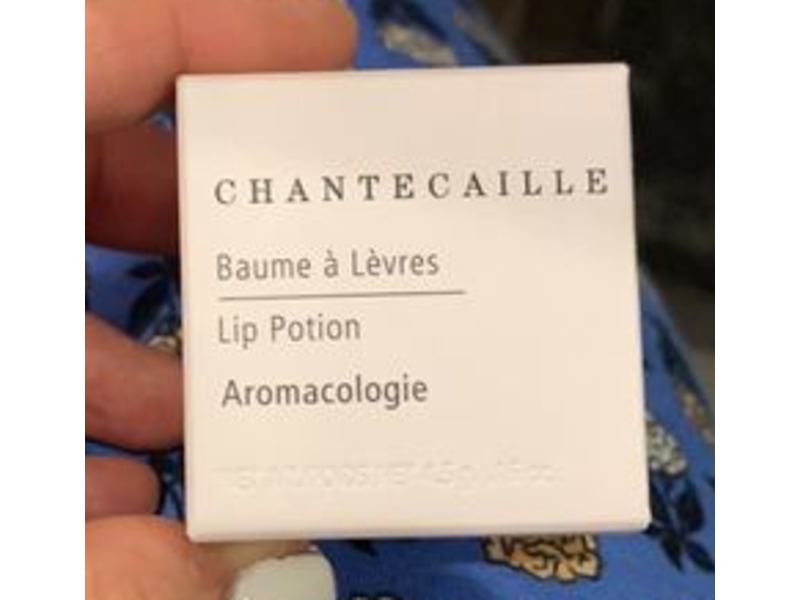 CHANTECAILLE
Baume à Lèvres
Lip Potion
Aromacologie